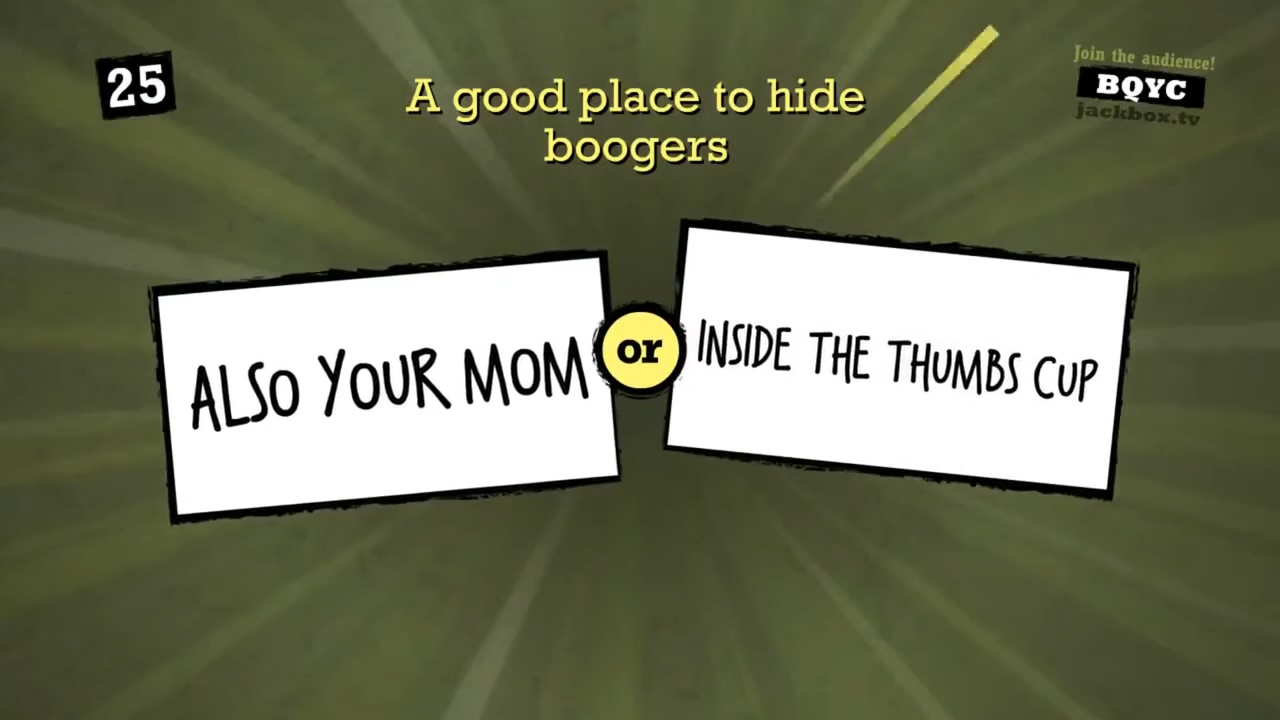 25
A good place to hide
boogers
Join the audience!
BQYC
jackbox.tv
ALSO YOUR MOM
or
INSIDE THE THUMBS CUP